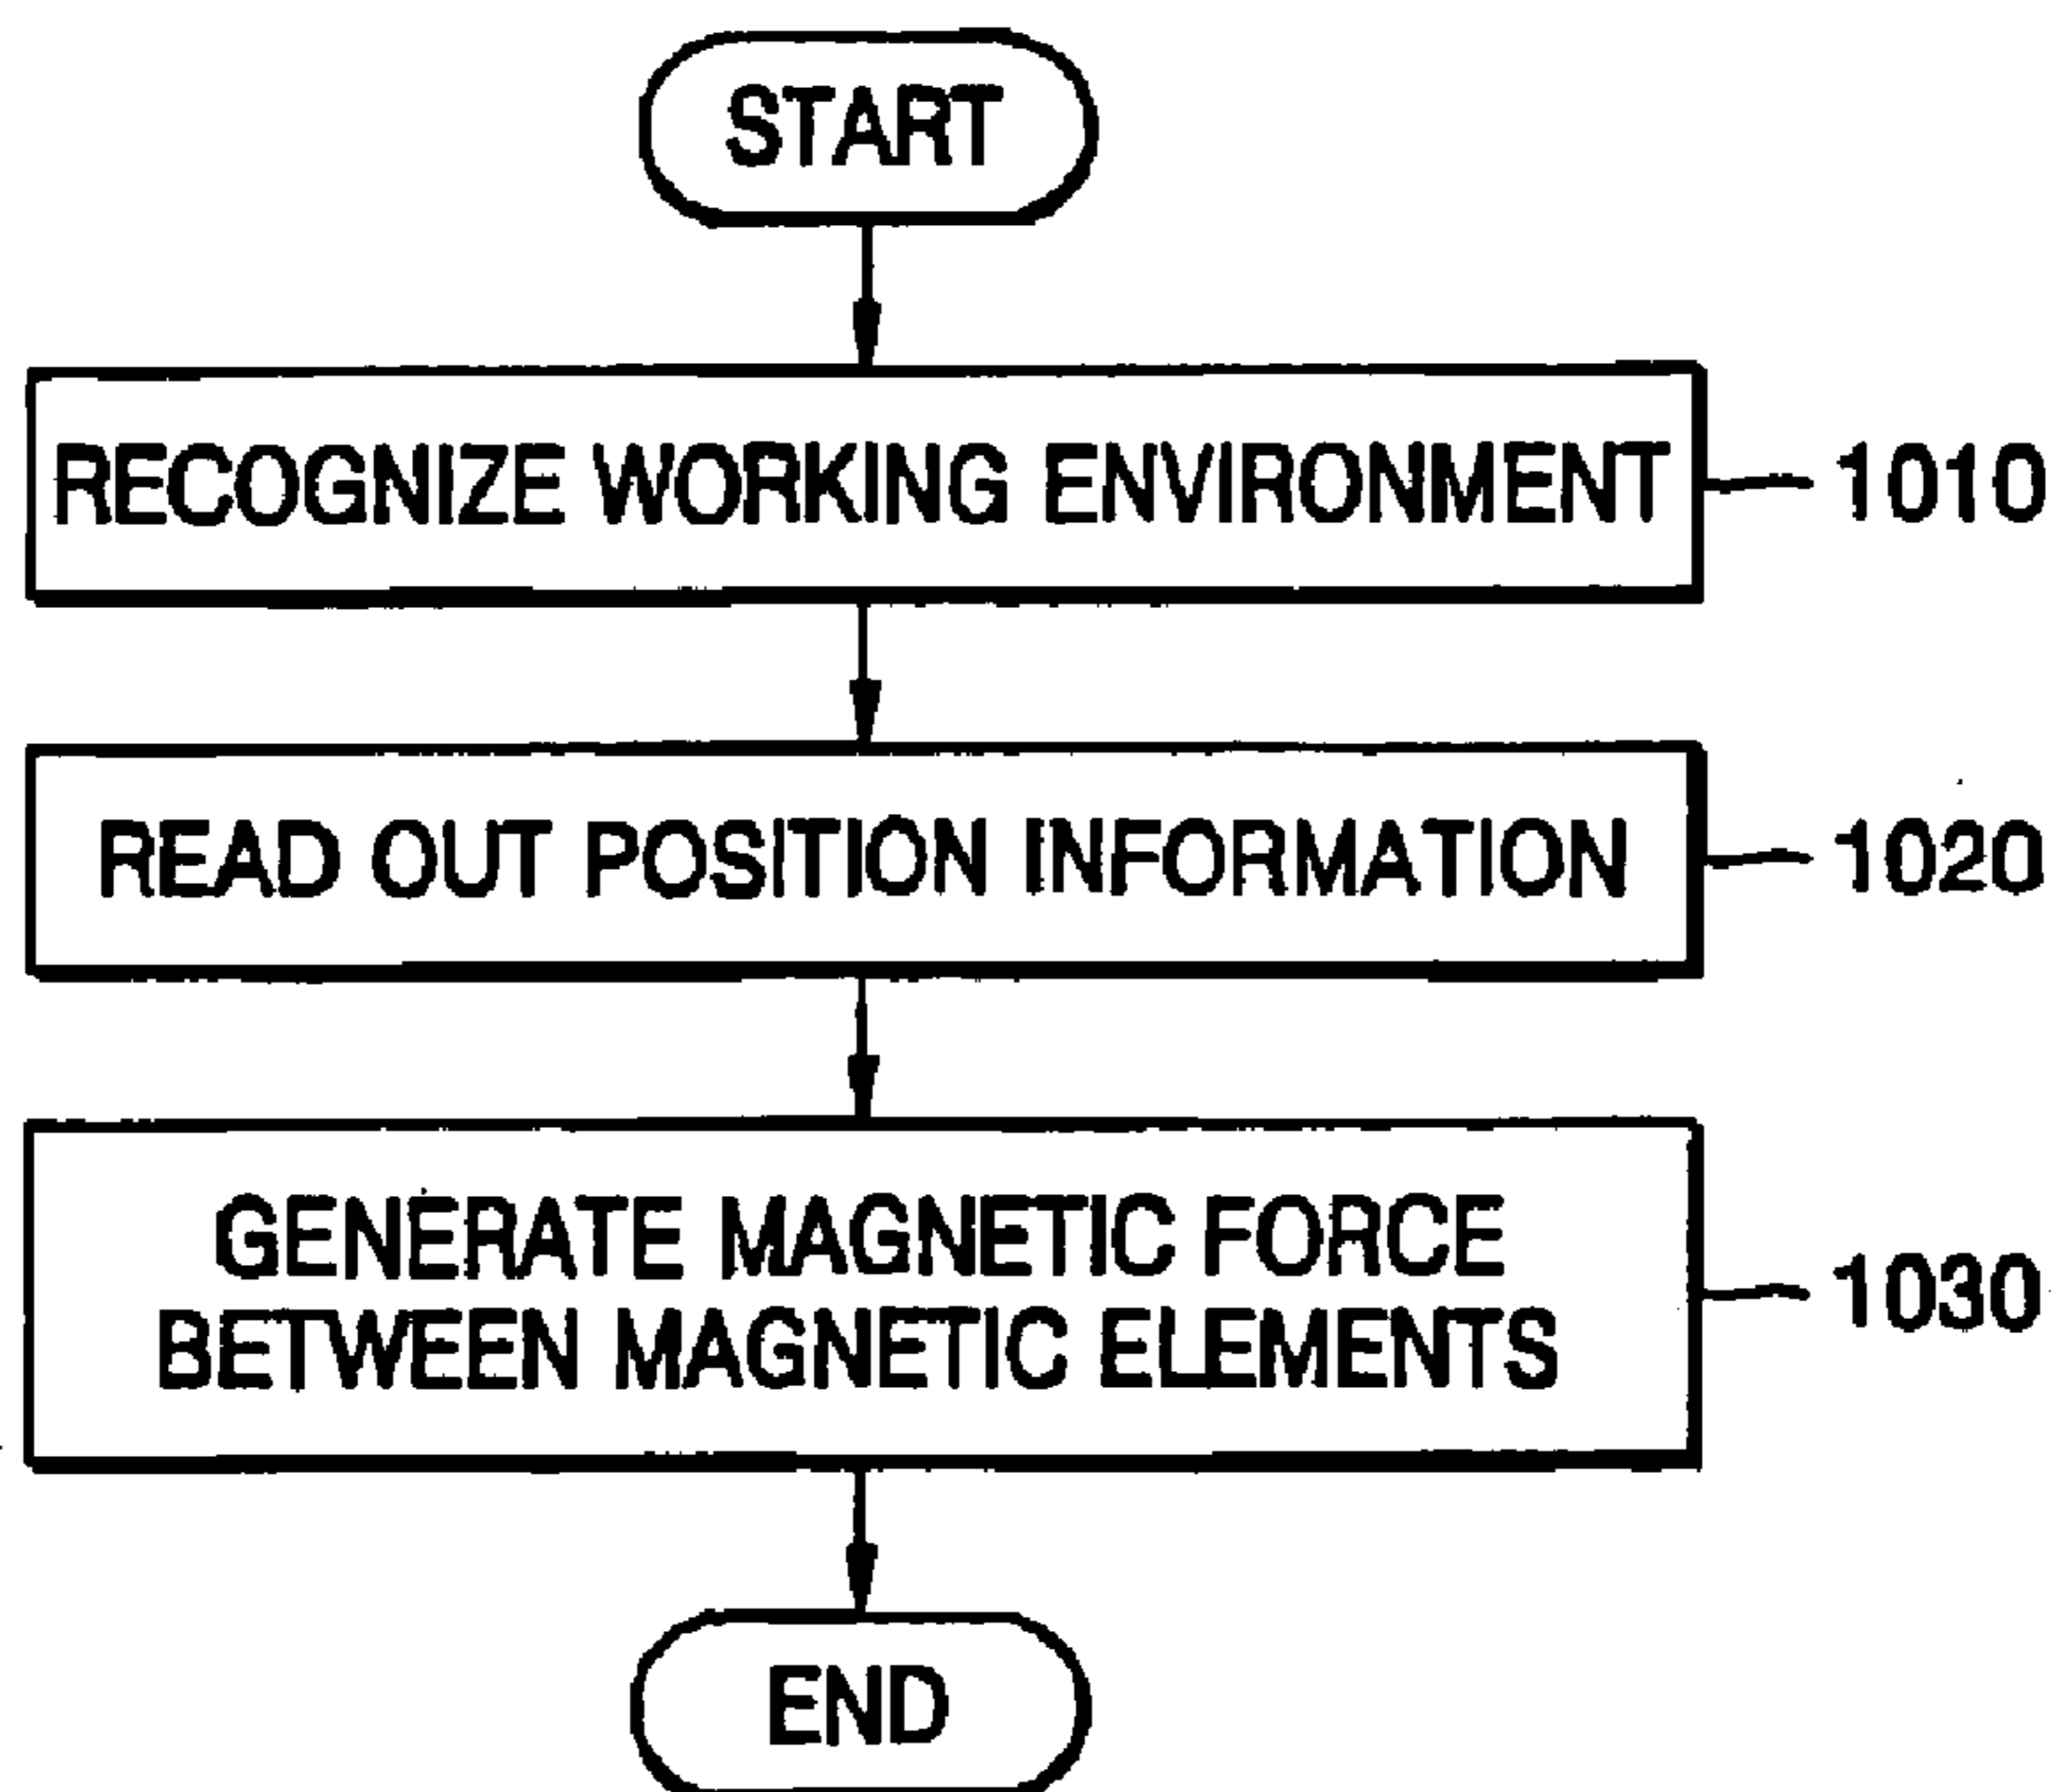 START
RECOGNIZE WORKING ENVIRONMENT
1010
READ OUT POSITION INFORMATION
1020
GENERATE MAGNETIC FORCE
BETWEEN MAGNETIC ELEMENTS
1030
END